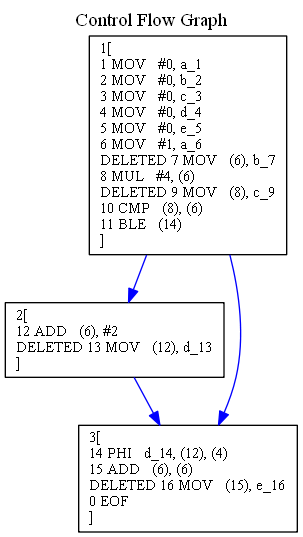 Control Flow Graph
1[
1 MOV #0, a_1
2 MOV #0, b_2
3 MOV #0, c_3
4 MOV #0, d_4
5 MOV #0, e_5
6 MOV #1, a_6
DELETED 7 MOV (6), b_7
8 MUL #4, (6)
DELETED 9 MOV (8), c_9
10 CMP (8), (6)
11 BLE (14)
]
2[
12 ADD (6), #2
DELETED 13 MOV (12), d_13
]
3[
14 PHI d_14, (12), (4)
15 ADD (6), (6)
DELETED 16 MOV (15), e_16
0 EOF
]